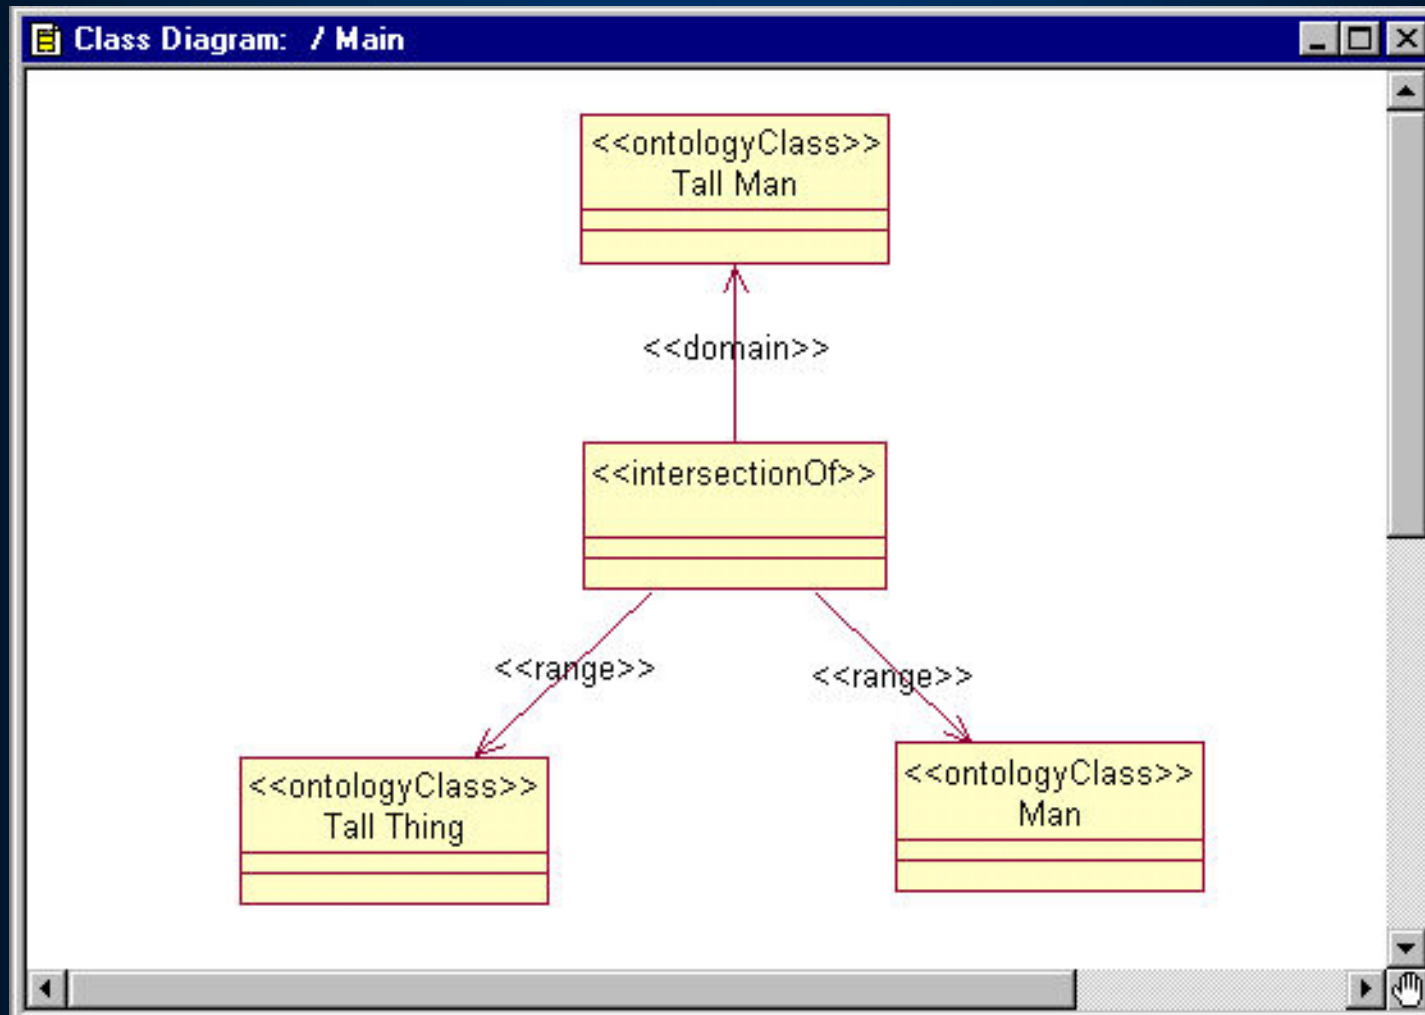 Class Diagram: / Main
<<ontologyClass>>
Tall Man
<<domain>>
<<intersectionOf>>
<<range>>
<<range>>
<<ontologyClass>>
Tall Thing
<<ontologyClass>>
Man